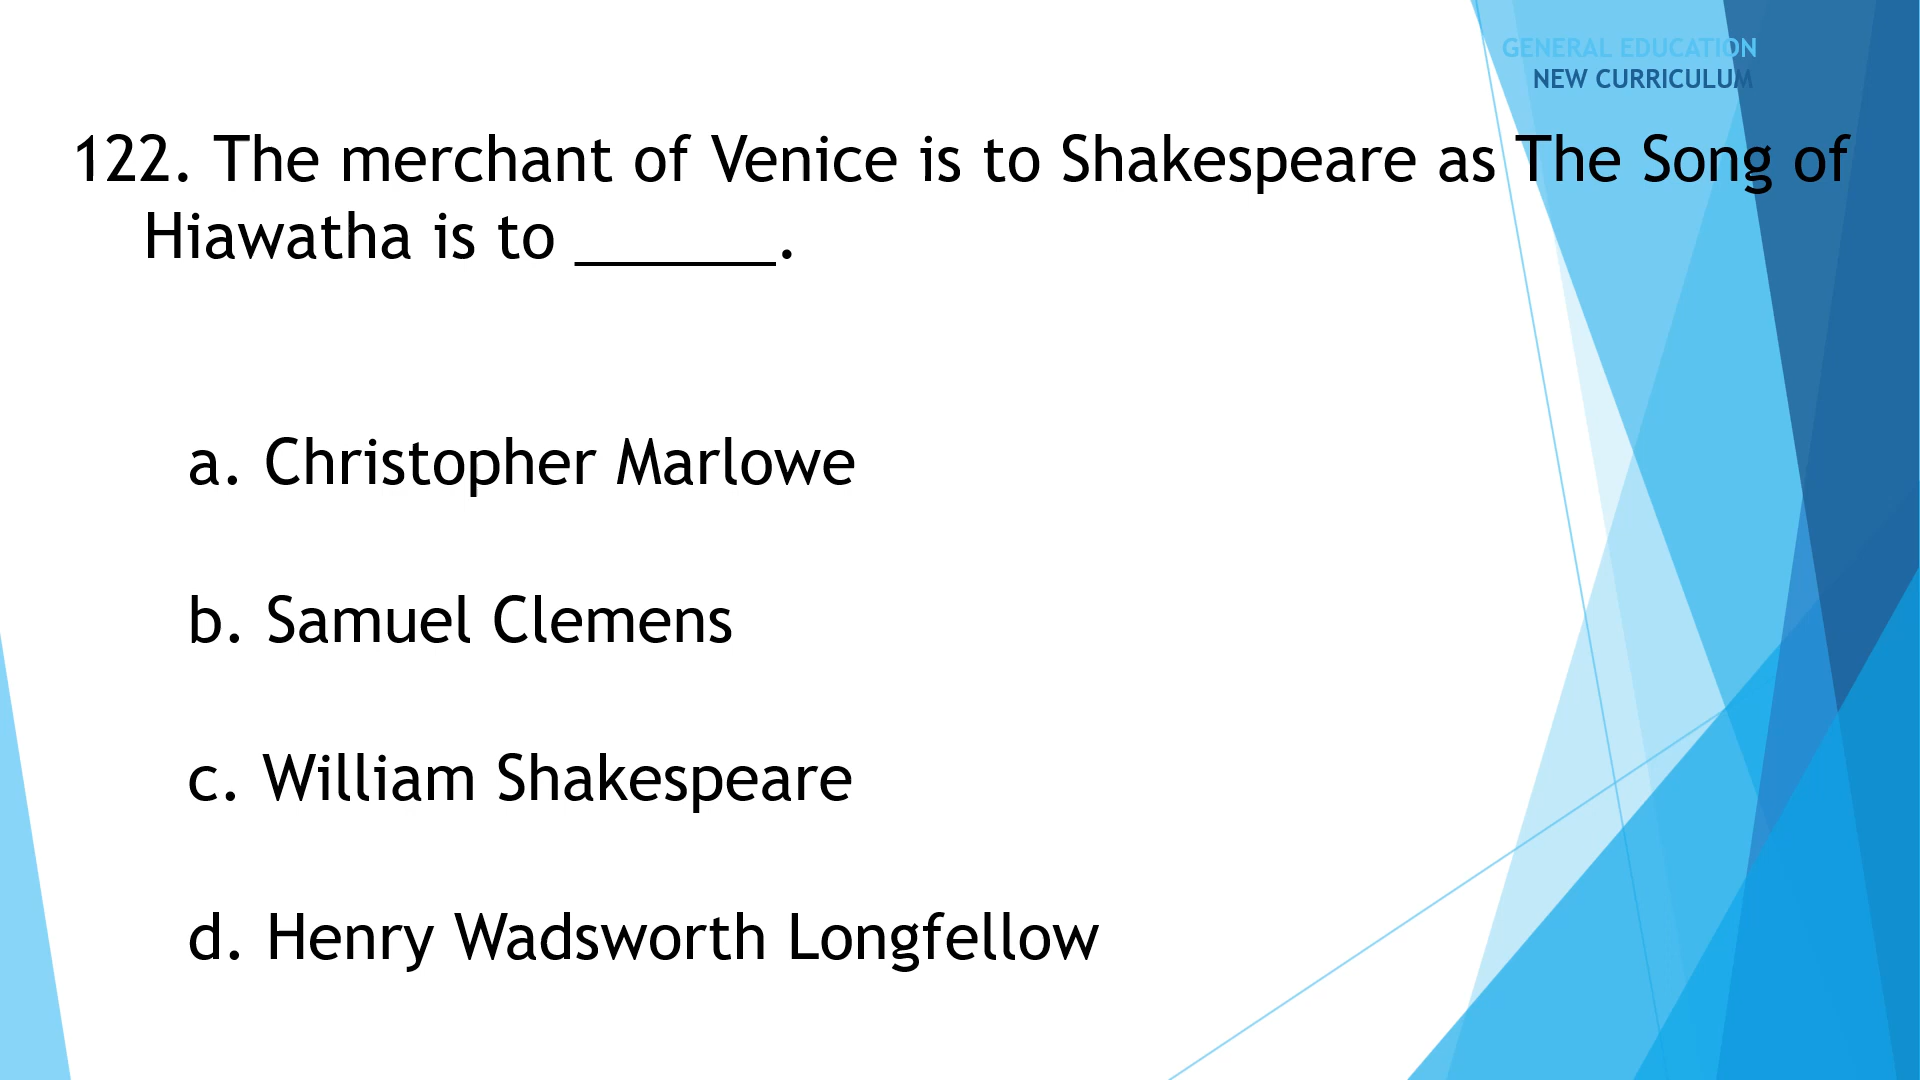 GENERAL EDUCATION
NEW CURRICULUM
122. The merchant of Venice is to Shakespeare as The Song of
Hiawatha is to ______.
a. Christopher Marlowe
b. Samuel Clemens
c. William Shakespeare
d. Henry Wadsworth Longfellow